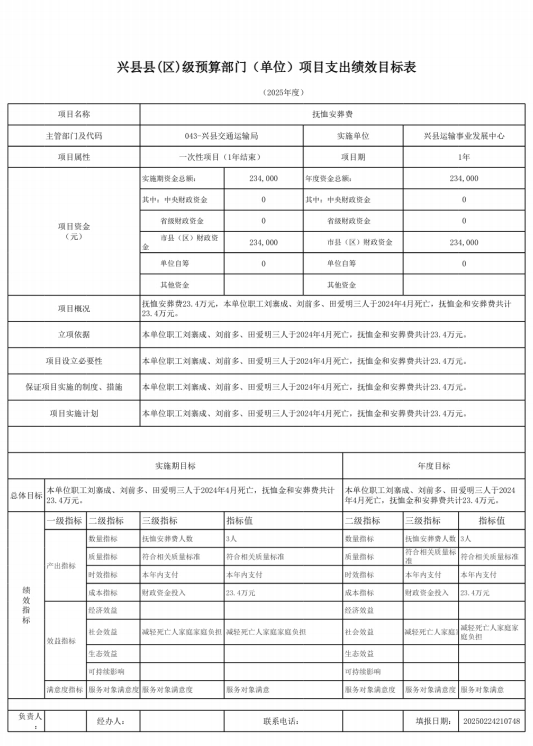 兴县县(区)级预算部门（单位）项目支出绩效目标表
（2025年度）
项目名称 抚恤安葬费
主管部门及代码 043-兴县交通运输局 实施单位 兴县运输事业发展中心
项目属性 一次性项目（1年结束） 项目期 1年
项目资金（元） 实施期资金总额： 234,000 年度资金总额： 234,000
其中：中央财政资金 0 其中：中央财政资金 0
省级财政资金 0 省级财政资金 0
市县（区）财政资金 234,000 市县（区）财政资金 234,000
单位自筹 0 单位自筹 0
其他资金 其他资金
项目概况 抚恤安葬费23.4万元，本单位职工刘寨成、刘前多、田爱明三人于2024年4月死亡，抚恤金和安葬费共计23.4万元。
立项依据 本单位职工刘寨成、刘前多、田爱明三人于2024年4月死亡，抚恤金和安葬费共计23.4万元。
项目设立必要性 本单位职工刘寨成、刘前多、田爱明三人于2024年4月死亡，抚恤金和安葬费共计23.4万元。
保证项目实施的制度、措施 本单位职工刘寨成、刘前多、田爱明三人于2024年4月死亡，抚恤金和安葬费共计23.4万元。
项目实施计划 本单位职工刘寨成、刘前多、田爱明三人于2024年4月死亡，抚恤金和安葬费共计23.4万元。
实施期目标 年度目标
总体目标 本单位职工刘寨成、刘前多、田爱明三人于2024年4月死亡，抚恤金和安葬费共计23.4万元。 本单位职工刘寨成、刘前多、田爱明三人于2024年4月死亡，抚恤金和安葬费共计23.4万元。
绩效指标 一级指标 二级指标 三级指标 指标值 二级指标 三级指标 指标值
产出指标 数量指标 抚恤安葬费人数 3人 数量指标 抚恤安葬费人数 3人
质量指标 符合相关质量标准 符合相关质量标准 质量指标 符合相关质量标准 符合相关质量标准
时效指标 本年内支付 本年内支付 时效指标 本年内支付 本年内支付
成本指标 财政资金投入 23.4万元 成本指标 财政资金投入 23.4万元
效益指标 经济效益 经济效益
社会效益 减轻死亡人家庭家庭负担 减轻死亡人家庭家庭负担 社会效益 减轻死亡人家庭 减轻死亡人家庭家庭负担
生态效益 生态效益
可持续影响 可持续影响
满意度指标 服务对象满意度 服务对象满意度 服务对象满意 服务对象满意度 服务对象满意度 服务对象满意
负责人： 经办人： 联系电话： 填报日期： 20250224210748